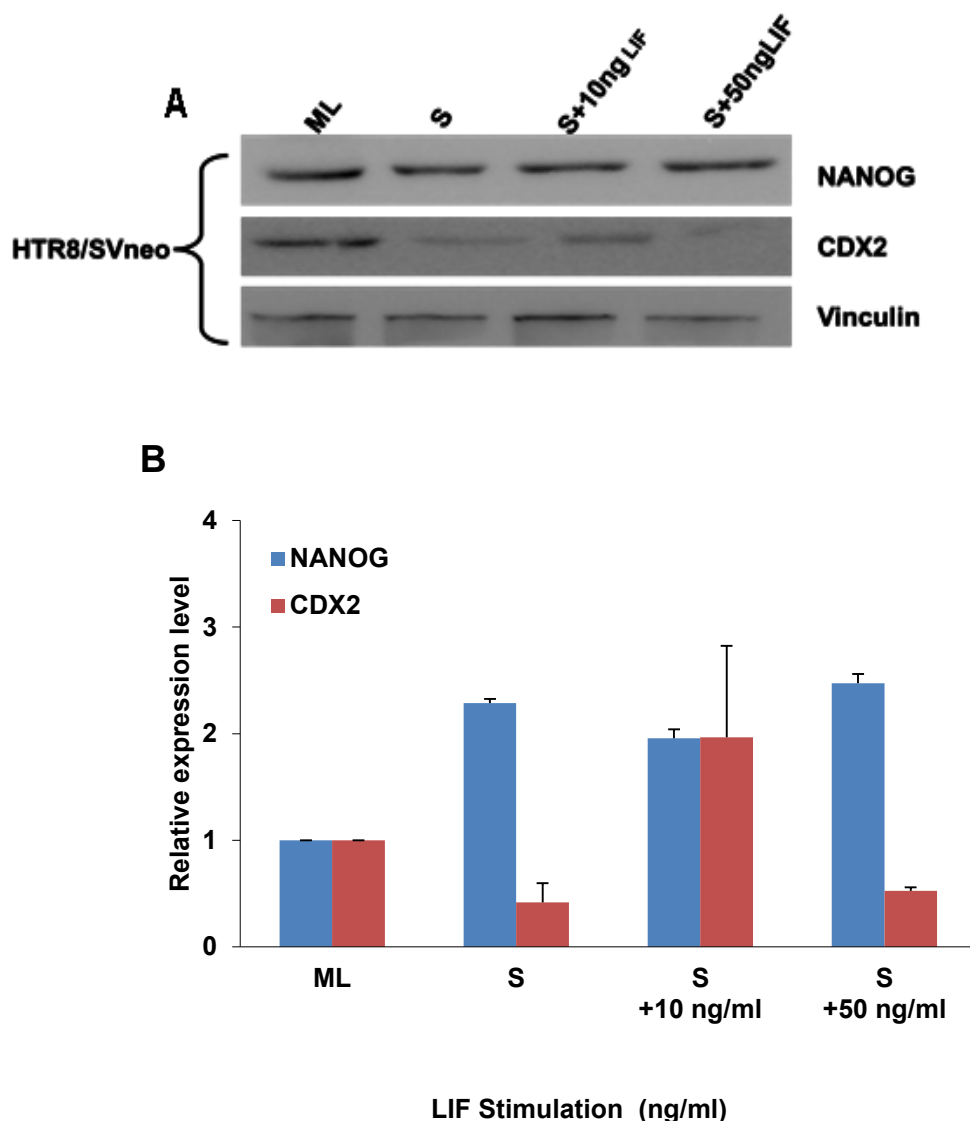 A
ML
S
S+10ng LIF
S+50ngLIF
NANOG
HTR8/SVneo
CDX2
Vinculin
B
4
3
2
1
0
Relative expression level
NANOG
CDX2
ML
S
S
+10 ng/ml
S
+50 ng/ml
LIF Stimulation (ng/ml)